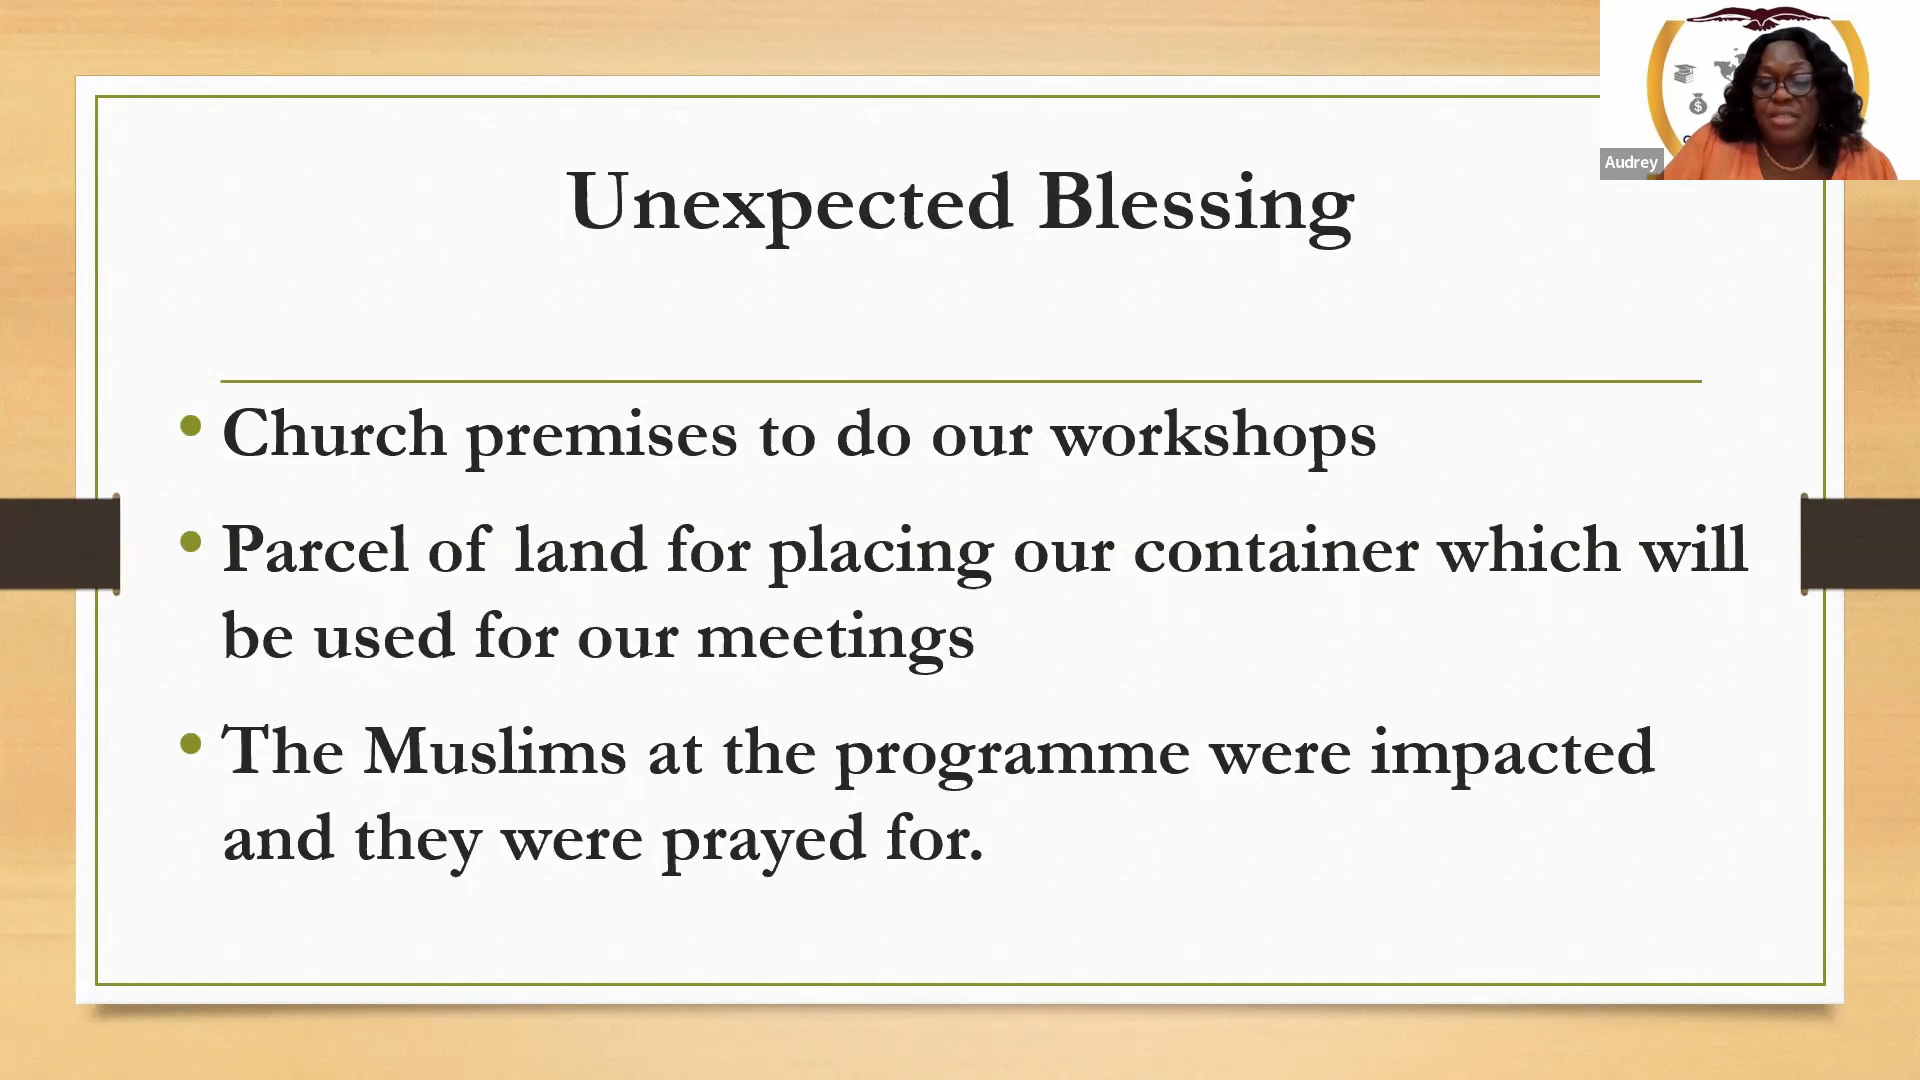 Unexpected Blessing
Audrey
• Church premises to do our workshops
• Parcel of land for placing our container which will
be used for our meetings
• The Muslims at the programme were impacted
and they were prayed for.